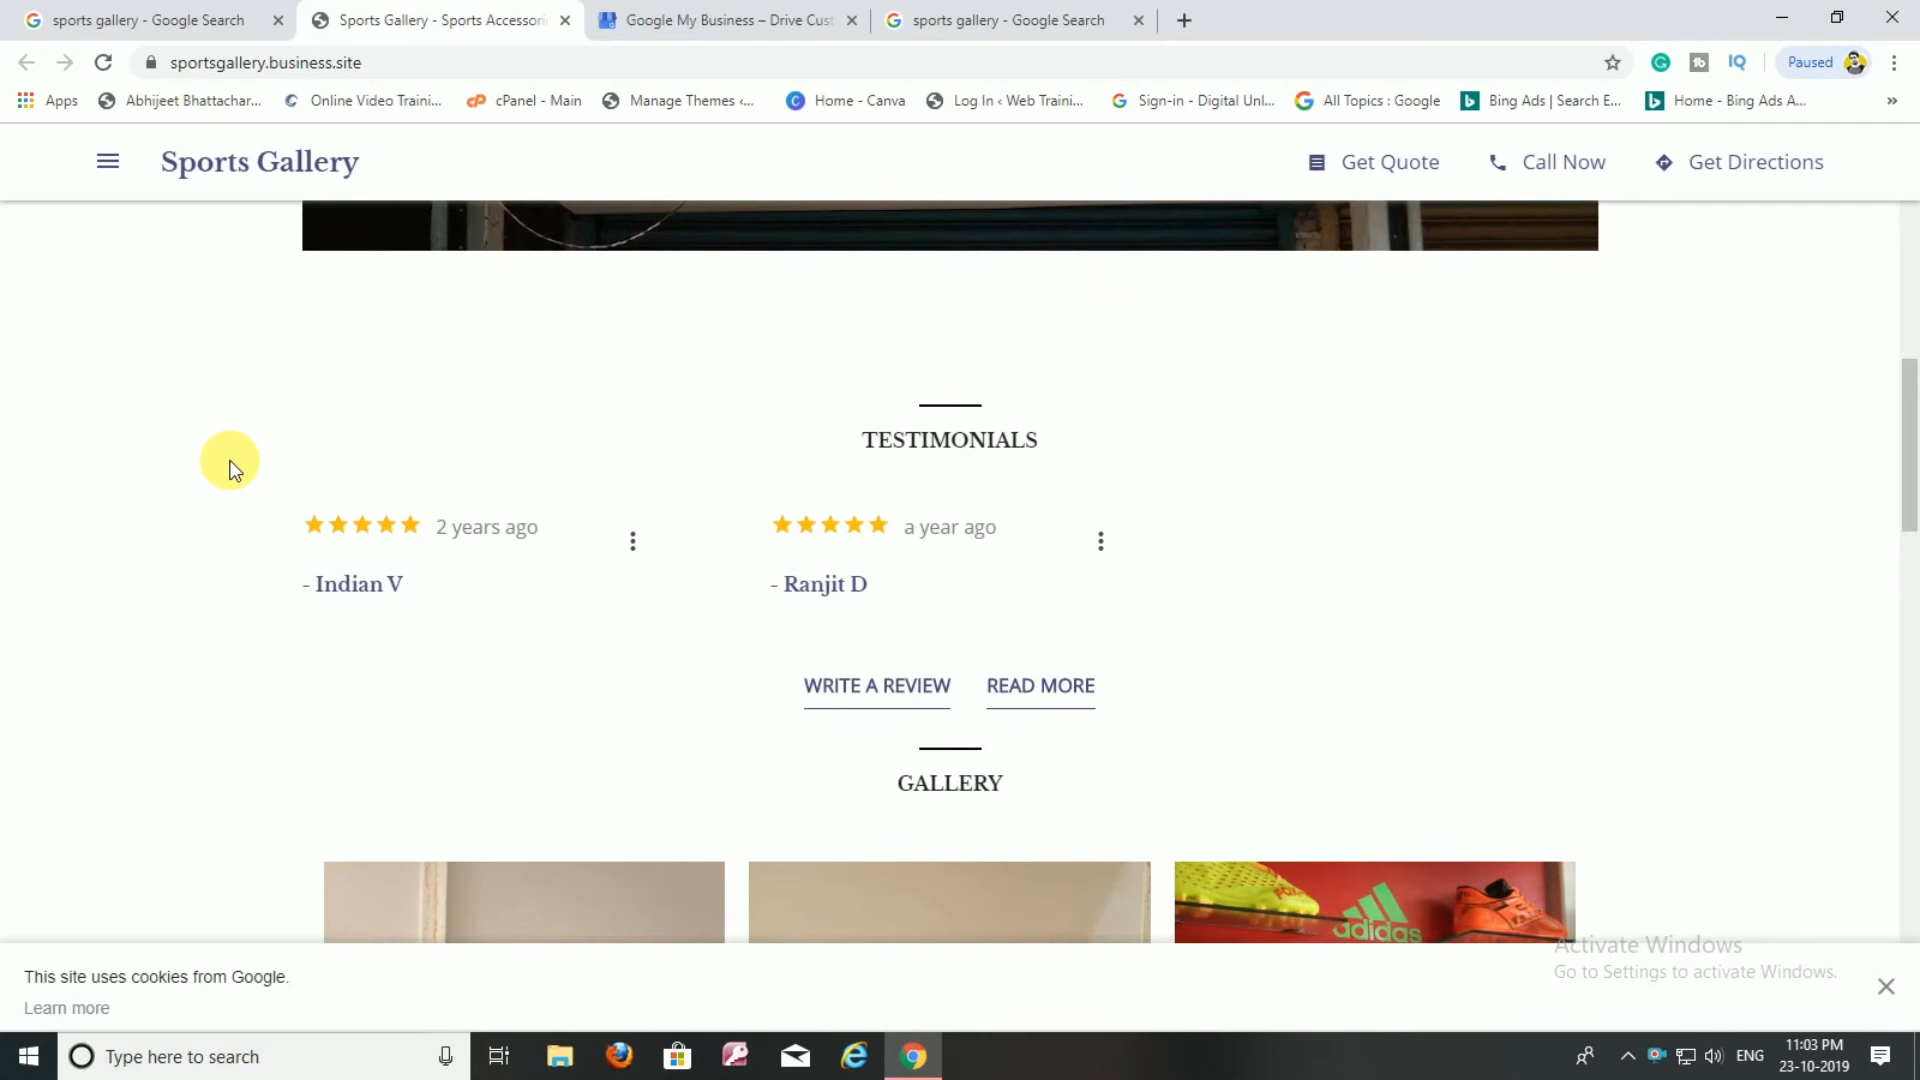 sports gallery - Google Search
Sports Gallery - Sports Accessori
Google My Business – Drive Cust
sports gallery - Google Search
sportsgallery.business.site
Paused
Apps
Abhijeet Bhattachar...
Online Video Traini...
cPanel - Main
Manage Themes ‹...
Home - Canva
Log In ‹ Web Traini...
Sign-in - Digital Unl...
All Topics : Google
Bing Ads | Search E...
Home - Bing Ads A...
»
Sports Gallery
Get Quote
Call Now
Get Directions
TESTIMONIALS
2 years ago
a year ago
- Indian V
- Ranjit D
WRITE A REVIEW
READ MORE
GALLERY
adidas
Activate Windows
Go to Settings to activate Windows.
This site uses cookies from Google.
Learn more
Type here to search
ENG
11:03 PM
23-10-2019